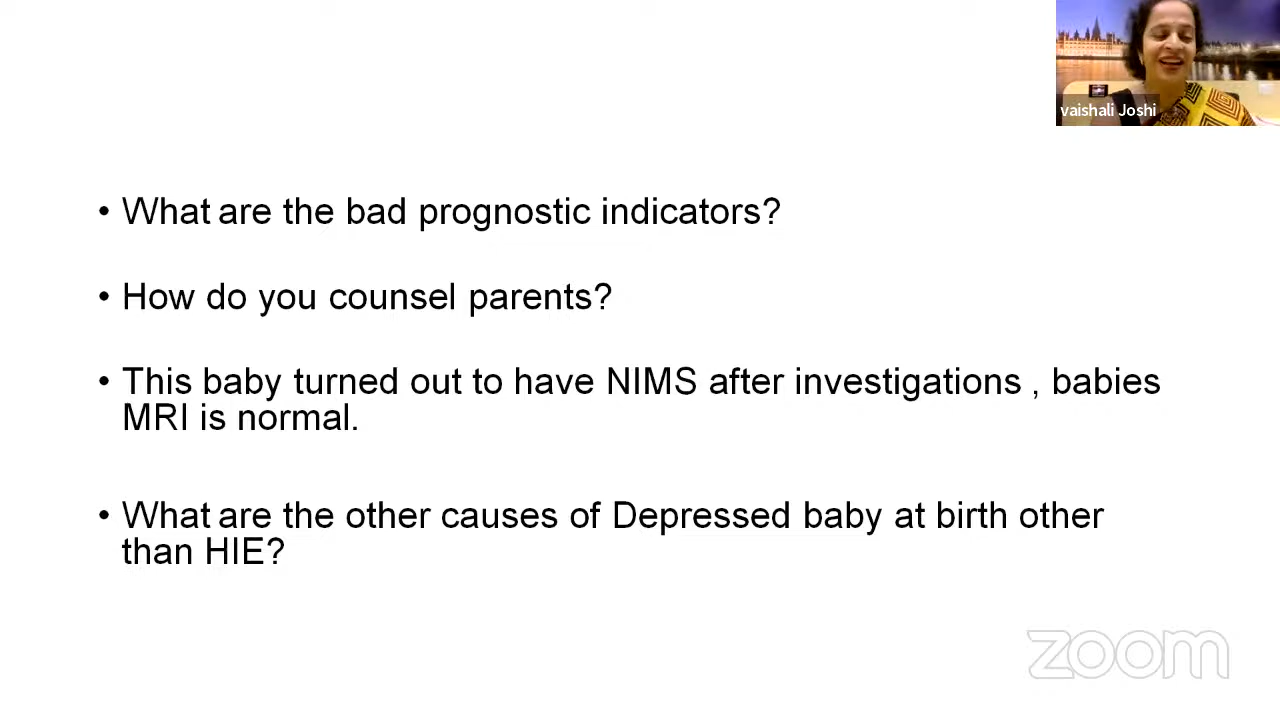 vaishali Joshi
• What are the bad prognostic indicators?
• How do you counsel parents?
• This baby turned out to have NIMS after investigations , babies
MRI is normal.
• What are the other causes of Depressed baby at birth other
than HIE?
zoom